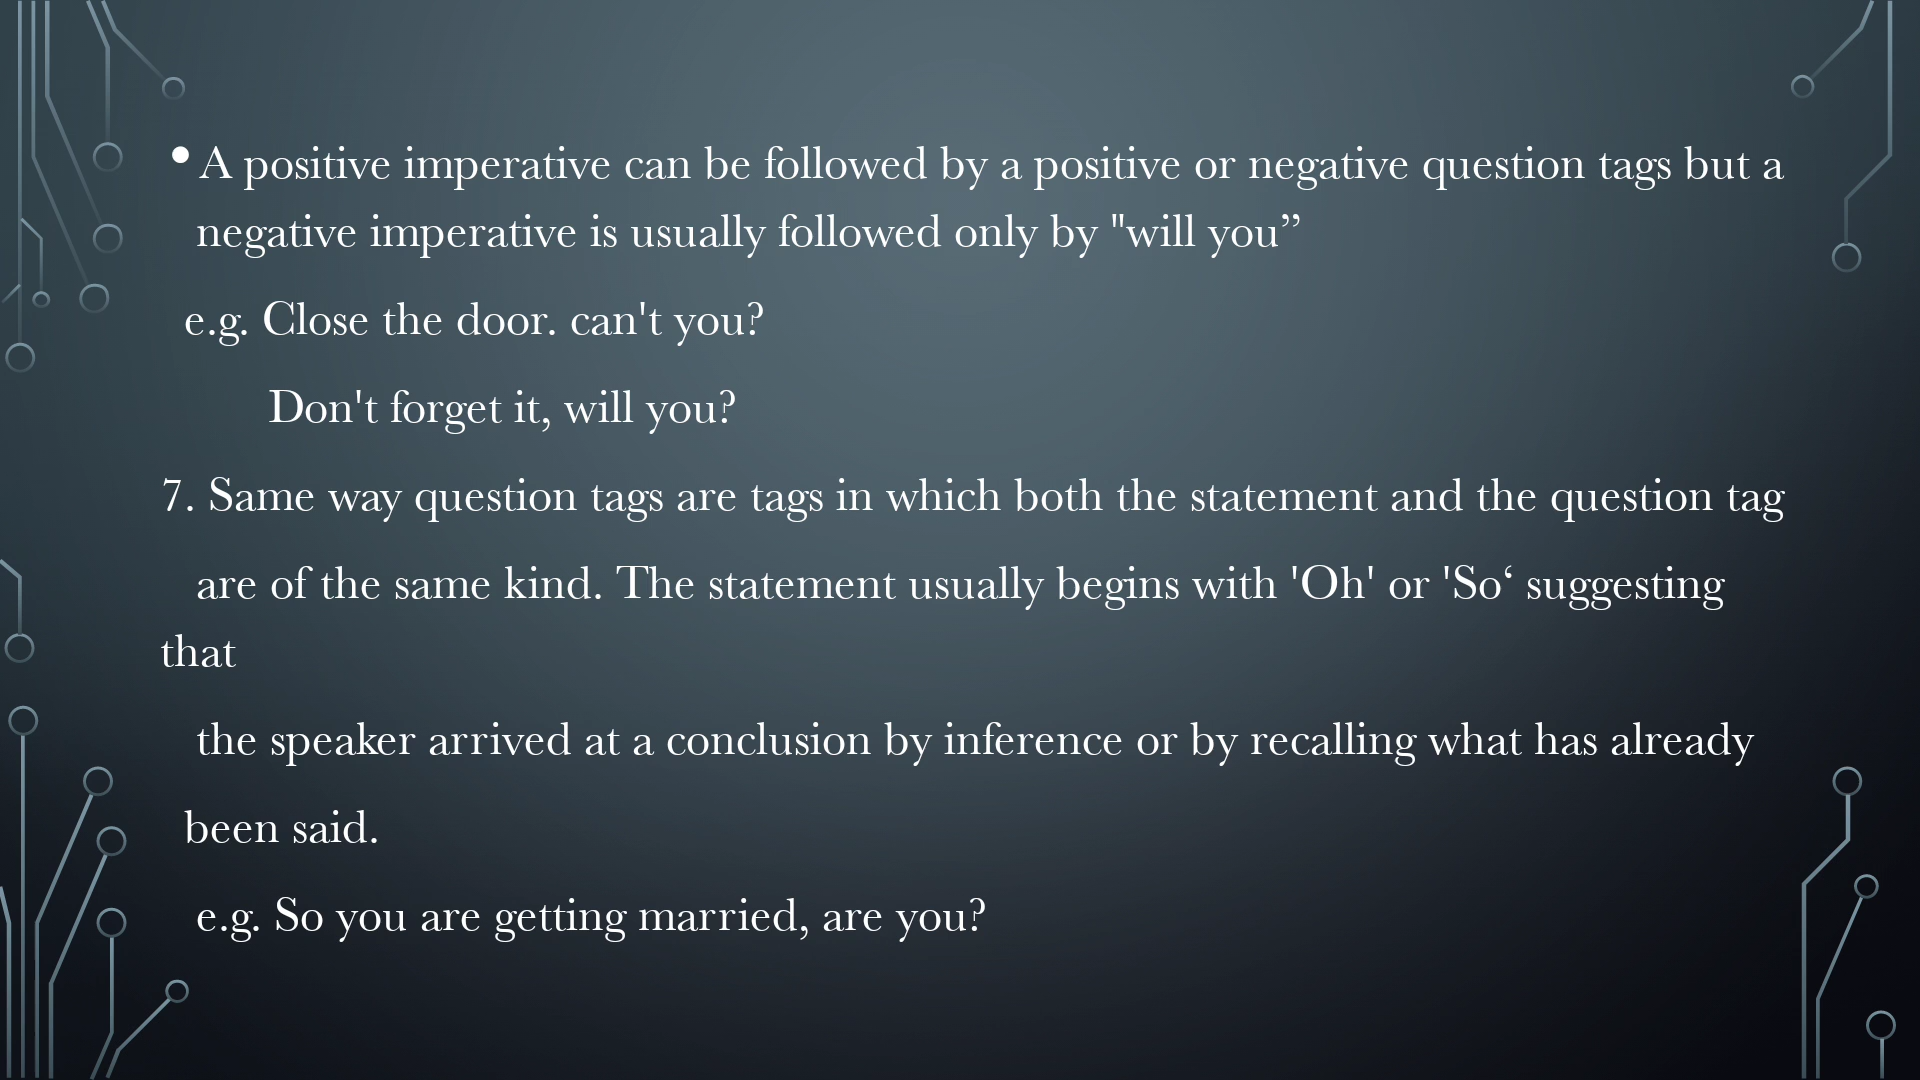 • A positive imperative can be followed by a positive or negative question tags but a
negative imperative is usually followed only by "will you”
e.g. Close the door. can't you?
Don't forget it, will you?
7. Same way question tags are tags in which both the statement and the question tag
are of the same kind. The statement usually begins with 'Oh' or 'So‘ suggesting
that
the speaker arrived at a conclusion by inference or by recalling what has already
been said.
e.g. So you are getting married, are you?